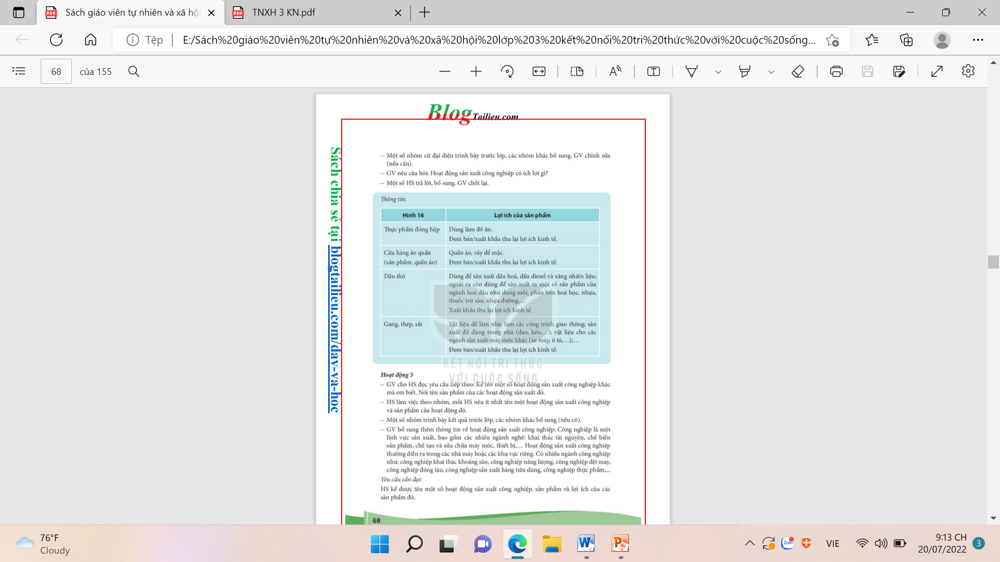 Sách giáo viên tự nhiên và xã hội
TNXH 3 KN.pdf
Tệp
E:/Sách%20giáo%20viên%20tự%20nhiên%20và%20xã%20hội%20lớp%203%20kết%20nối%20tri%20thức%20với%20cuộc%20sống...
68
của 155
Blog Tailieu.com
Sách chia sẻ tại blogtailieu.com/day-va-hoc
– Một số nhóm cử đại diện trình bày trước lớp, các nhóm khác bổ sung. GV chỉnh sửa
(nếu cần).
– GV nêu câu hỏi: Hoạt động sản xuất công nghiệp có ích lợi gì?
– Một số HS trả lời, bổ sung. GV chốt lại.
Thông tin:
Hình 16
Lợi ích của sản phẩm
Thực phẩm đóng hộp
Dùng làm đồ ăn.
Đem bán/xuất khẩu thu lại lợi ích kinh tế.
Cửa hàng áo quần
(sản phẩm: quần áo)
Quần áo, váy để mặc.
Đem bán/xuất khẩu thu lại lợi ích kinh tế.
Dầu thô
Dùng để sản xuất dầu hoả, dầu diesel và xăng nhiên liệu;
ngoài ra còn dùng để sản xuất ra một số sản phẩm của
ngành hoá dầu như dung môi, phân bón hoá học, nhựa,
thuốc trừ sâu, nhựa đường,...
Xuất khẩu thu lại lợi ích kinh tế.
Gang, thép, sắt
Vật liệu để làm nhà; làm các công trình giao thông; sản
xuất đồ dùng trong nhà (dao, kéo,...); vật liệu cho các
ngành sản xuất máy móc khác (xe máy, ô tô,...);...
Đem bán/xuất khẩu thu lại lợi ích kinh tế.
KẾT NỐI TRI THỨC
VỚI CUỘC SỐNG
Hoạt động 3
– GV cho HS đọc yêu cầu tiếp theo: Kể tên một số hoạt động sản xuất công nghiệp khác
mà em biết. Nói tên sản phẩm của các hoạt động sản xuất đó.
– HS làm việc theo nhóm, mỗi HS nêu ít nhất tên một hoạt động sản xuất công nghiệp
và sản phẩm của hoạt động đó.
– Một số nhóm trình bày kết quả trước lớp, các nhóm khác bổ sung (nếu có).
– GV bổ sung thêm thông tin về hoạt động sản xuất công nghiệp: Công nghiệp là một
lĩnh vực sản xuất, bao gồm các nhiều ngành nghề: khai thác tài nguyên, chế biến
sản phẩm, chế tạo và sửa chữa máy móc, thiết bị,... Hoạt động sản xuất công nghiệp
thường diễn ra trong các nhà máy hoặc các khu vực riêng. Có nhiều ngành công nghiệp
như: công nghiệp khai thác khoáng sản, công nghiệp năng lượng, công nghiệp dệt may,
công nghiệp đóng tàu, công nghiệp sản xuất hàng tiêu dùng, công nghiệp thực phẩm,...
Yêu cầu cần đạt:
HS kể được tên một số hoạt động sản xuất công nghiệp, sản phẩm và lợi ích của các
sản phẩm đó.
68
76°F
Cloudy
Zalo
VIE
9:13 CH
20/07/2022
3